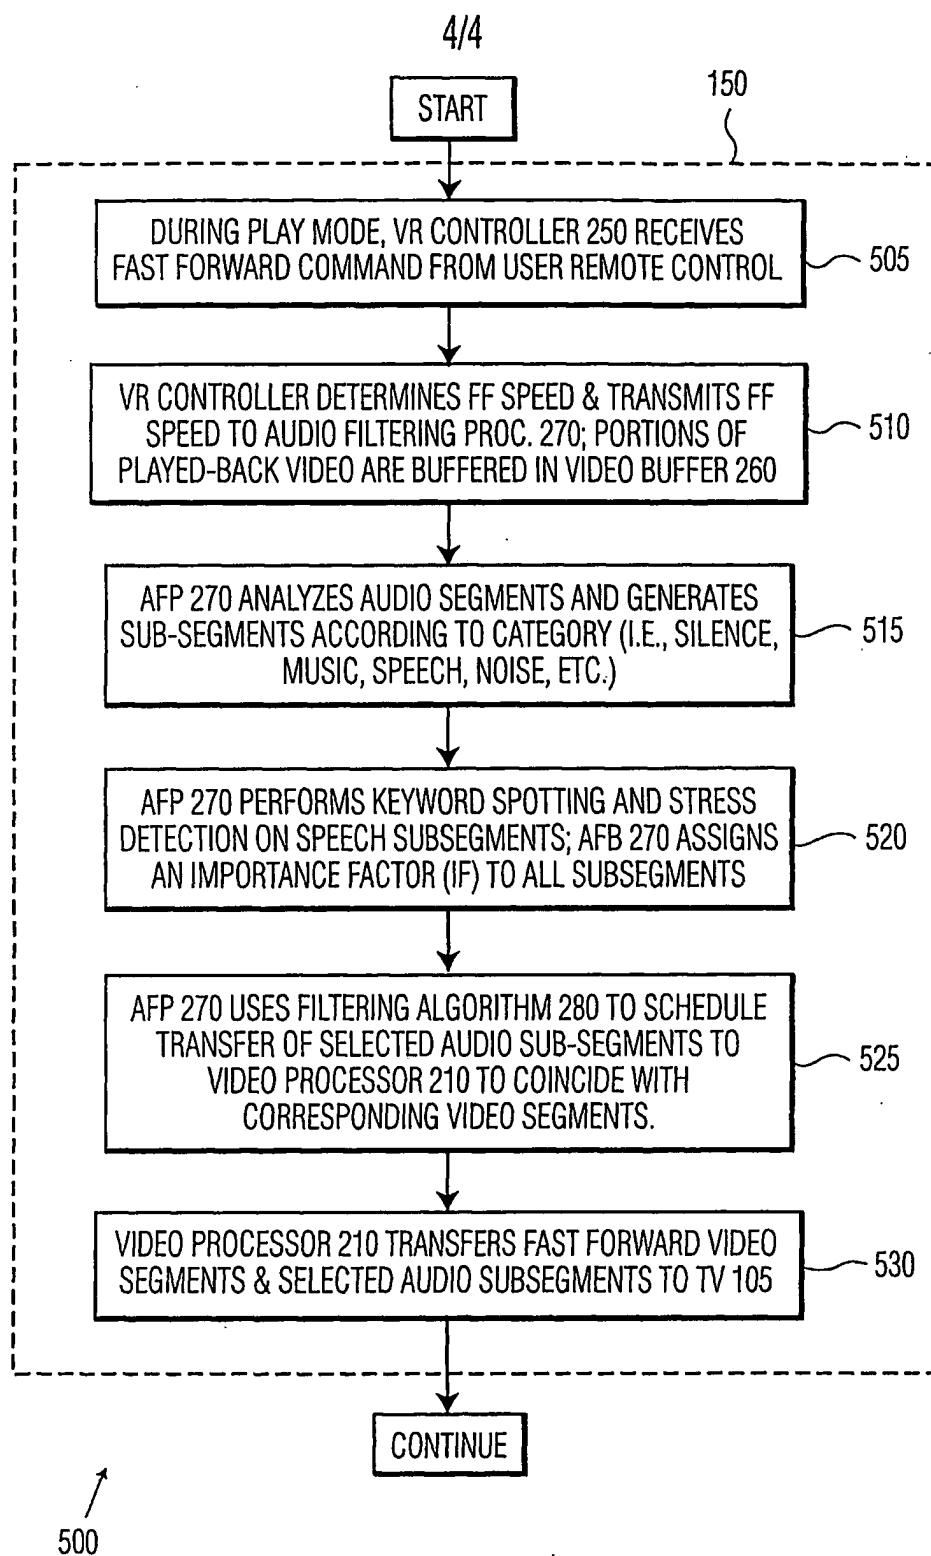 4/4
START
150
DURING PLAY MODE, VR CONTROLLER 250 RECEIVES
FAST FORWARD COMMAND FROM USER REMOTE CONTROL
505
VR CONTROLLER DETERMINES FF SPEED & TRANSMITS FF
SPEED TO AUDIO FILTERING PROC. 270; PORTIONS OF
PLAYED-BACK VIDEO ARE BUFFERED IN VIDEO BUFFER 260
510
AFP 270 ANALYZES AUDIO SEGMENTS AND GENERATES
SUB-SEGMENTS ACCORDING TO CATEGORY (I.E., SILENCE,
MUSIC, SPEECH, NOISE, ETC.)
515
AFP 270 PERFORMS KEYWORD SPOTTING AND STRESS
DETECTION ON SPEECH SUBSEGMENTS; AFB 270 ASSIGNS
AN IMPORTANCE FACTOR (IF) TO ALL SUBSEGMENTS
520
AFP 270 USES FILTERING ALGORITHM 280 TO SCHEDULE
TRANSFER OF SELECTED AUDIO SUB-SEGMENTS TO
VIDEO PROCESSOR 210 TO COINCIDE WITH
CORRESPONDING VIDEO SEGMENTS.
525
VIDEO PROCESSOR 210 TRANSFERS FAST FORWARD VIDEO
SEGMENTS & SELECTED AUDIO SUBSEGMENTS TO TV 105
530
CONTINUE
500